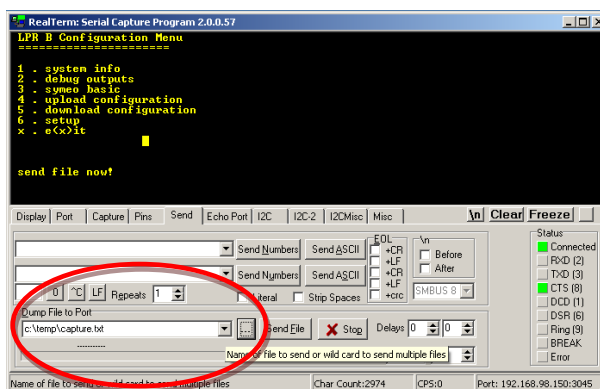 RealTerm: Serial Capture Program 2.0.0.57
LPR B Configuration Menu
=====================
1 . system info
2 . debug outputs
3 . symeo basic
4 . upload configuration
5 . download configuration
6 . setup
x . e(x)it
send file now!
Display Port Capture Pins Send Echo Port I2C I2C-2 I2CMisc Misc \n Clear Freeze
Status
Connected
RXD (2)
TXD (3)
CTS (8)
DCD (1)
DSR (6)
Ring (9)
BREAK
Error
EOL
Send Numbers Send ASCII +CR
+LF
Send Numbers Send ASCII +CR
+LF
+crc
\n
Before
After
SMBUS 8
0 ^C LF Repeats 1 Literal Strip Spaces
Dump File to Port
c:\temp\capture.txt ... Send File Stop Delays 0 0
----------
Name of file to send or wild card to send multiple files
Name of file to send or wild card to send multiple files Char Count:2974 CPS:0 Port: 192.168.98.150:3045